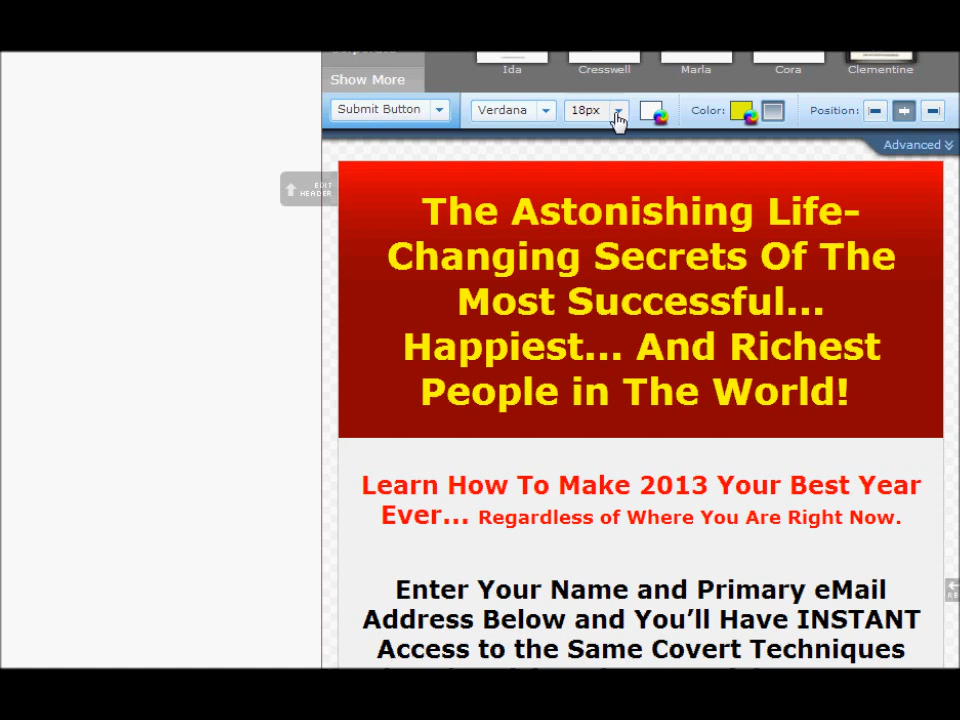 Ida Cresswell Marla Cora Clementine
Show More
Submit Button Verdana 18px Color: Position:
Advanced
EDIT
HEADER
The Astonishing Life-
Changing Secrets Of The
Most Successful...
Happiest... And Richest
People in The World!
Learn How To Make 2013 Your Best Year
Ever... Regardless of Where You Are Right Now.
Enter Your Name and Primary eMail
Address Below and You'll Have INSTANT
Access to the Same Covert Techniques